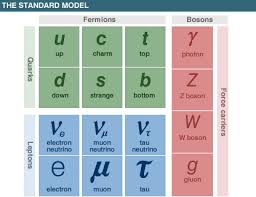 THE STANDARD MODEL
Fermions Bosons
Quarks
u c t γ
up charm top photon
d s b Z
down strange bottom Z boson
Leptons
νe νμ ντ W
electron neutrino muon neutrino tau neutrino W boson
e μ τ g
electron muon tau gluon
Force carriers